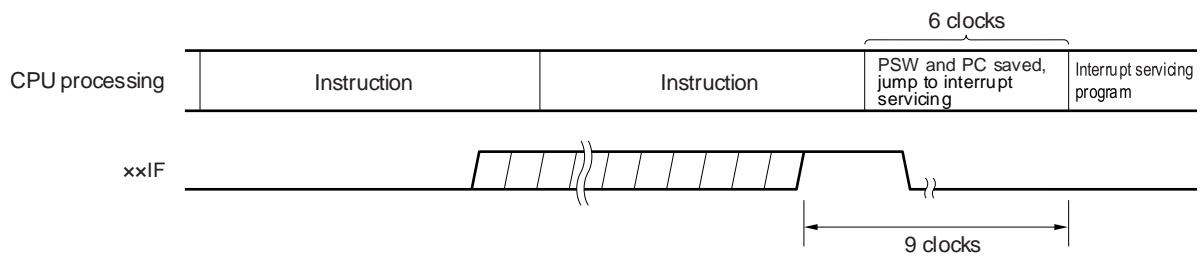 6 clocks
CPU processing
Instruction
Instruction
PSW and PC saved,
jump to interrupt
servicing
Interrupt servicing
program
××IF
9 clocks